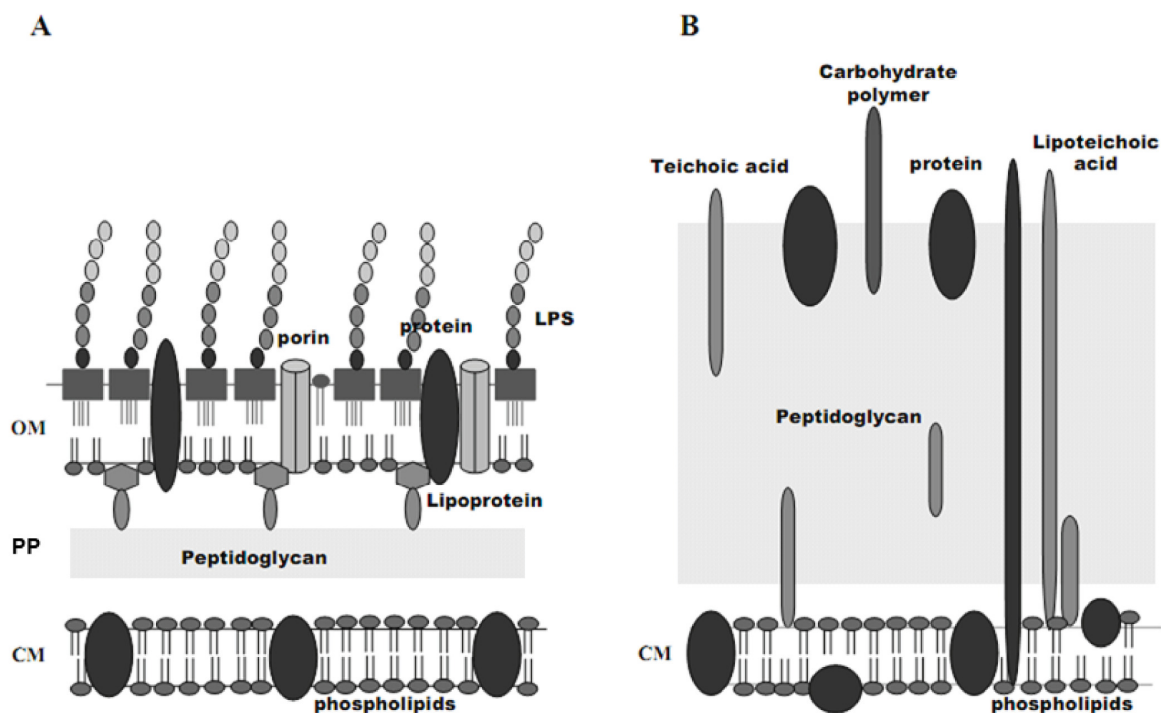 A
B
Carbohydrate
polymer
Teichoic acid
protein
Lipoteichoic
acid
porin
protein
LPS
OM
Peptidoglycan
Lipoprotein
PP
Peptidoglycan
CM
CM
phospholipids
phospholipids